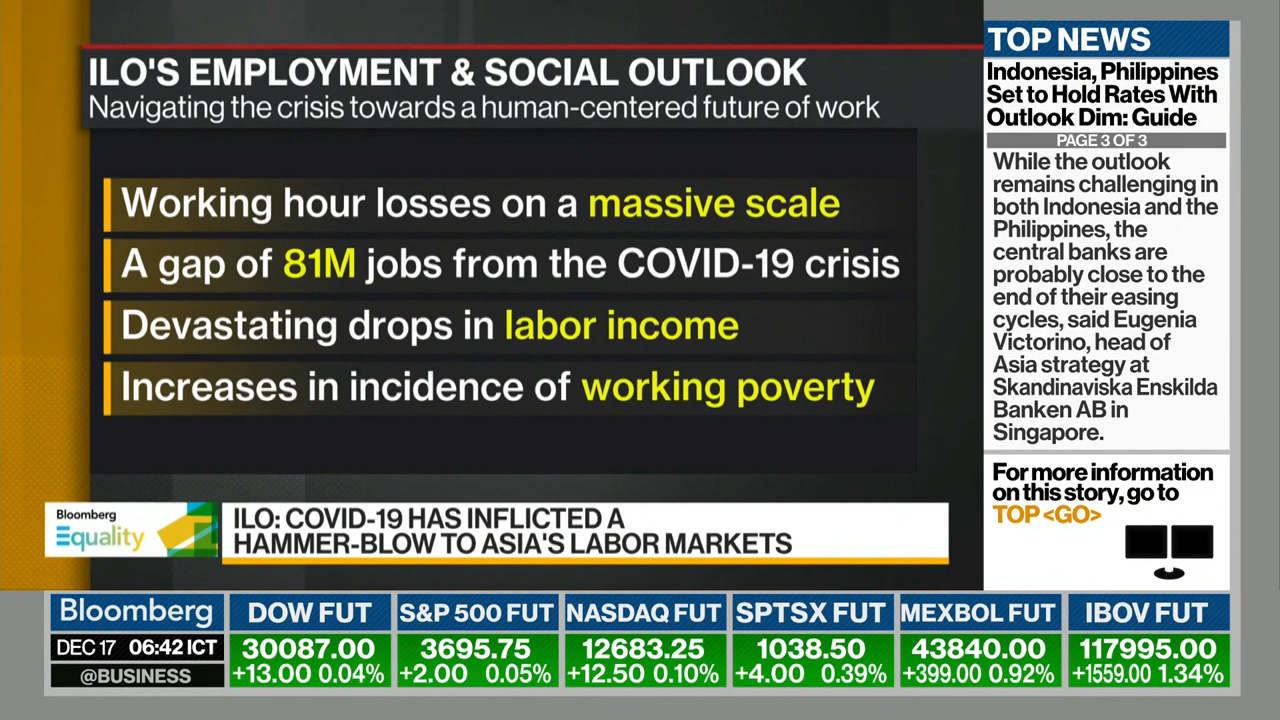 ILO'S EMPLOYMENT & SOCIAL OUTLOOK
Navigating the crisis towards a human-centered future of work
Working hour losses on a massive scale
A gap of 81M jobs from the COVID-19 crisis
Devastating drops in labor income
Increases in incidence of working poverty
Bloomberg
Equality
ILO: COVID-19 HAS INFLICTED A
HAMMER-BLOW TO ASIA'S LABOR MARKETS
TOP NEWS
Indonesia, Philippines
Set to Hold Rates With
Outlook Dim: Guide
PAGE 3 OF 3
While the outlook
remains challenging in
both Indonesia and the
Philippines, the
central banks are
probably close to the
end of their easing
cycles, said Eugenia
Victorino, head of
Asia strategy at
Skandinaviska Enskilda
Banken AB in
Singapore.
For more information
on this story, go to
TOP <GO>
Bloomberg
DEC 17 06:42 ICT
@BUSINESS
DOW FUT
30087.00
+13.00 0.04%
S&P 500 FUT
3695.75
+2.00 0.05%
NASDAQ FUT
12683.25
+12.50 0.10%
SPTSX FUT
1038.50
+4.00 0.39%
MEXBOL FUT
43840.00
+399.00 0.92%
IBOV FUT
117995.00
+1559.00 1.34%